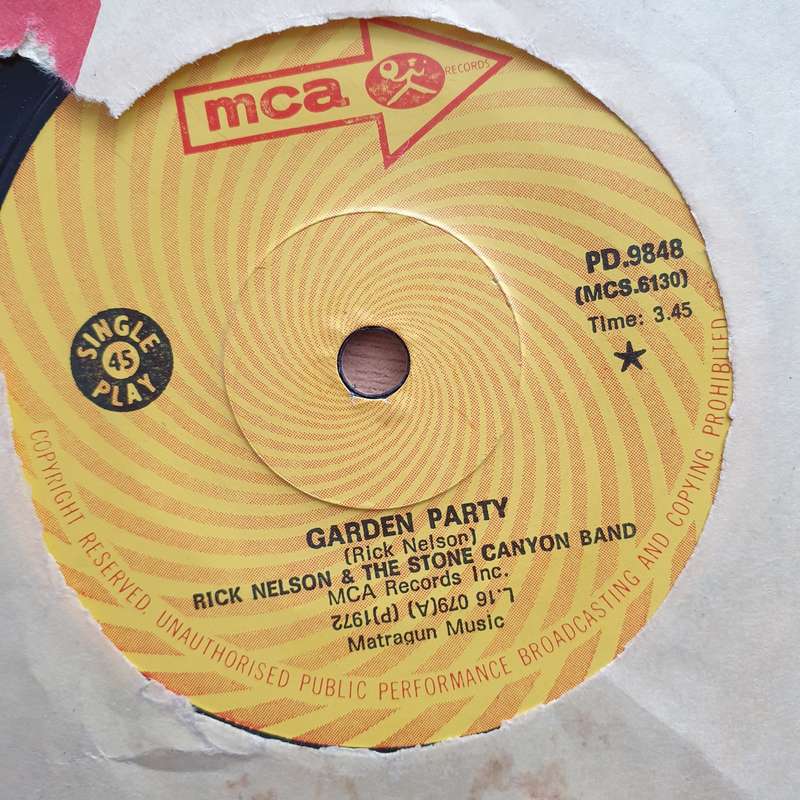 mca
RECORDS
PD.9848
(MCS.6130)
Time: 3.45
★
SINGLE
45
PLAY
GARDEN PARTY
(Rick Nelson)
RICK NELSON & THE STONE CANYON BAND
MCA Records Inc.
L.16 079(A) (P)1972
Matragun Music
COPYRIGHT RESERVED, UNAUTHORISED PUBLIC PERFORMANCE BROADCASTING AND COPYING PROHIBITED